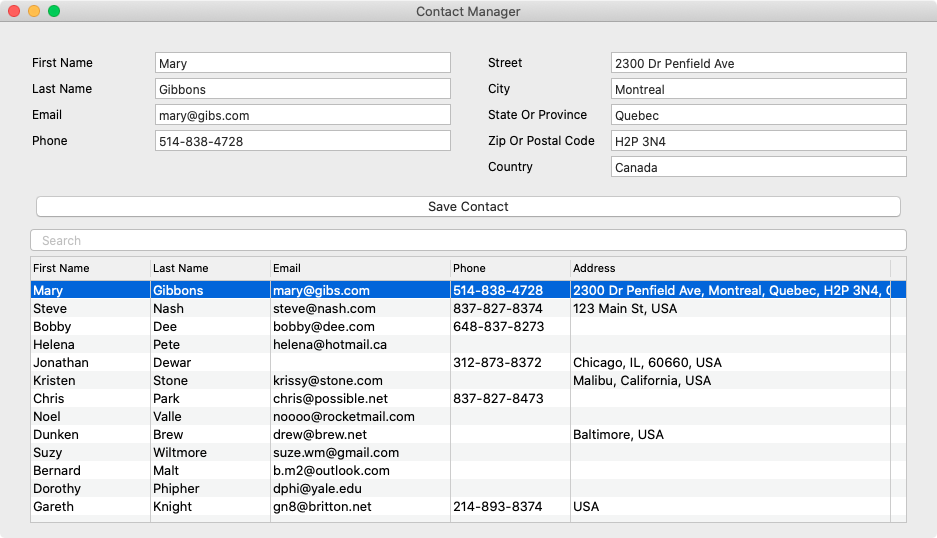 Contact Manager
First Name Mary Street 2300 Dr Penfield Ave
Last Name Gibbons City Montreal
Email mary@gibs.com State Or Province Quebec
Phone 514-838-4728 Zip Or Postal Code H2P 3N4
Country Canada
Save Contact
Search
First Name Last Name Email Phone Address
Mary Gibbons mary@gibs.com 514-838-4728 2300 Dr Penfield Ave, Montreal, Quebec, H2P 3N4,
Steve Nash steve@nash.com 837-827-8374 123 Main St, USA
Bobby Dee bobby@dee.com 648-837-8273
Helena Pete helena@hotmail.ca
Jonathan Dewar 312-873-8372 Chicago, IL, 60660, USA
Kristen Stone krissy@stone.com Malibu, California, USA
Chris Park chris@possible.net 837-827-8473
Noel Valle noooo@rocketmail.com
Dunken Brew drew@brew.net Baltimore, USA
Suzy Wiltmore suze.wm@gmail.com
Bernard Malt b.m2@outlook.com
Dorothy Phipher dphi@yale.edu
Gareth Knight gn8@britton.net 214-893-8374 USA